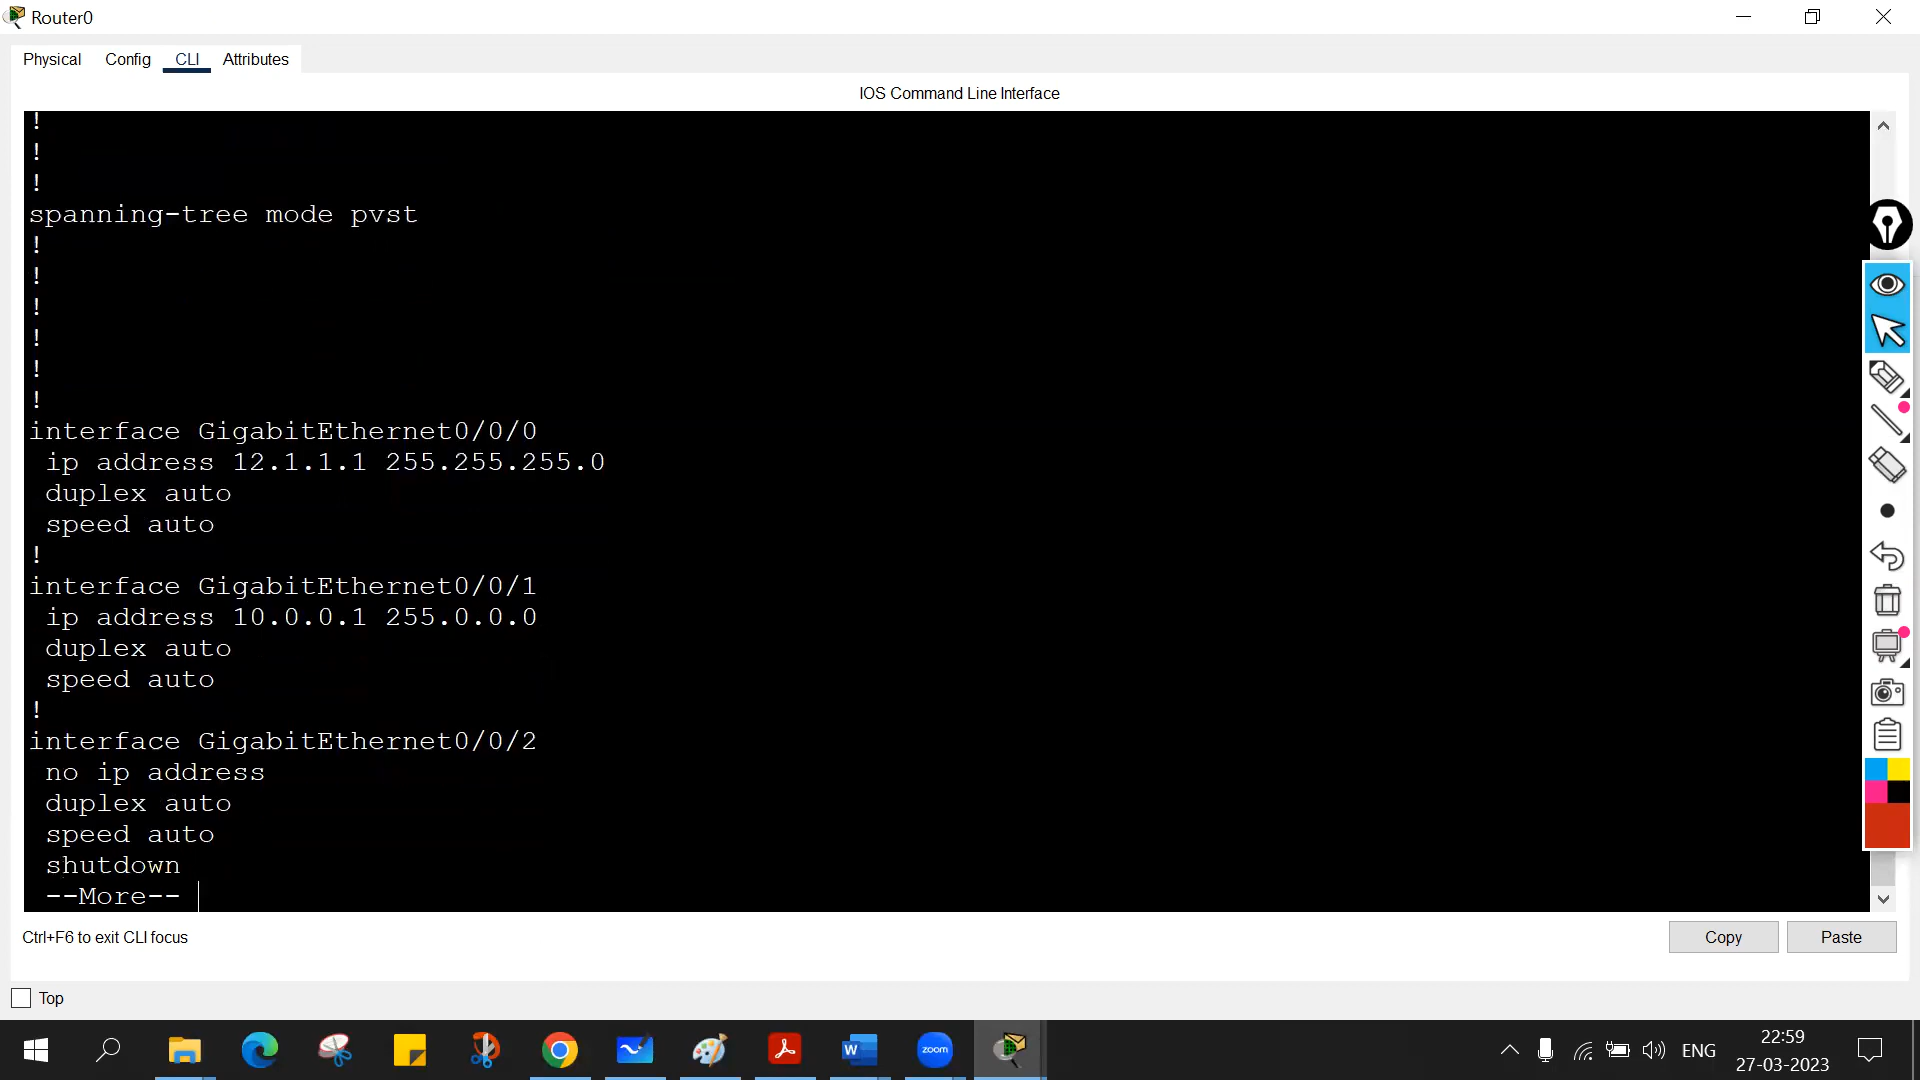 Router0
Physical Config CLI Attributes
IOS Command Line Interface
!
!
!
spanning-tree mode pvst
!
!
!
!
!
!
interface GigabitEthernet0/0/0
ip address 12.1.1.1 255.255.255.0
duplex auto
speed auto
!
interface GigabitEthernet0/0/1
ip address 10.0.0.1 255.0.0.0
duplex auto
speed auto
!
interface GigabitEthernet0/0/2
no ip address
duplex auto
speed auto
shutdown
--More--
Ctrl+F6 to exit CLI focus
Copy Paste
Top
W zoom ENG 22:59
27-03-2023